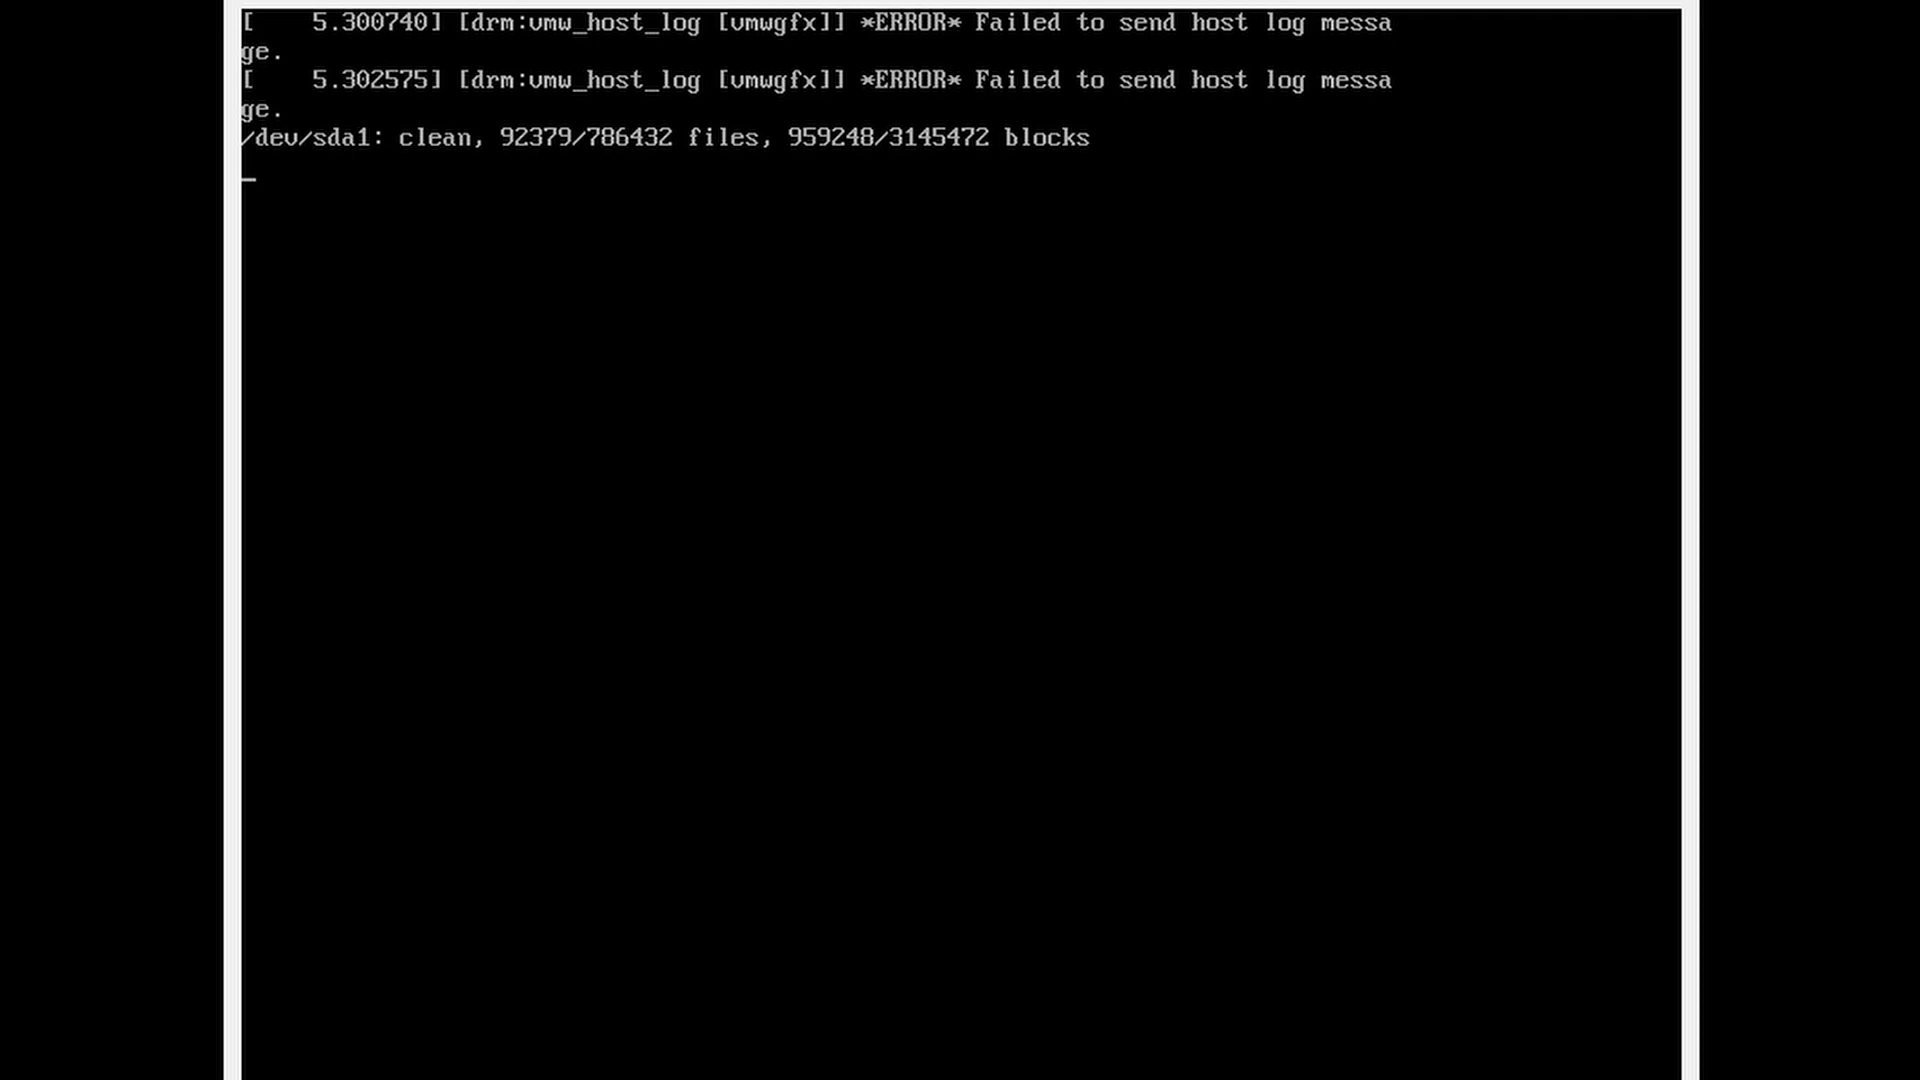 [    5.300740] [drm:vmw_host_log [vmwgfx]] *ERROR* Failed to send host log messa
ge.
[    5.302575] [drm:vmw_host_log [vmwgfx]] *ERROR* Failed to send host log messa
ge.
/dev/sda1: clean, 92379/786432 files, 959248/3145472 blocks